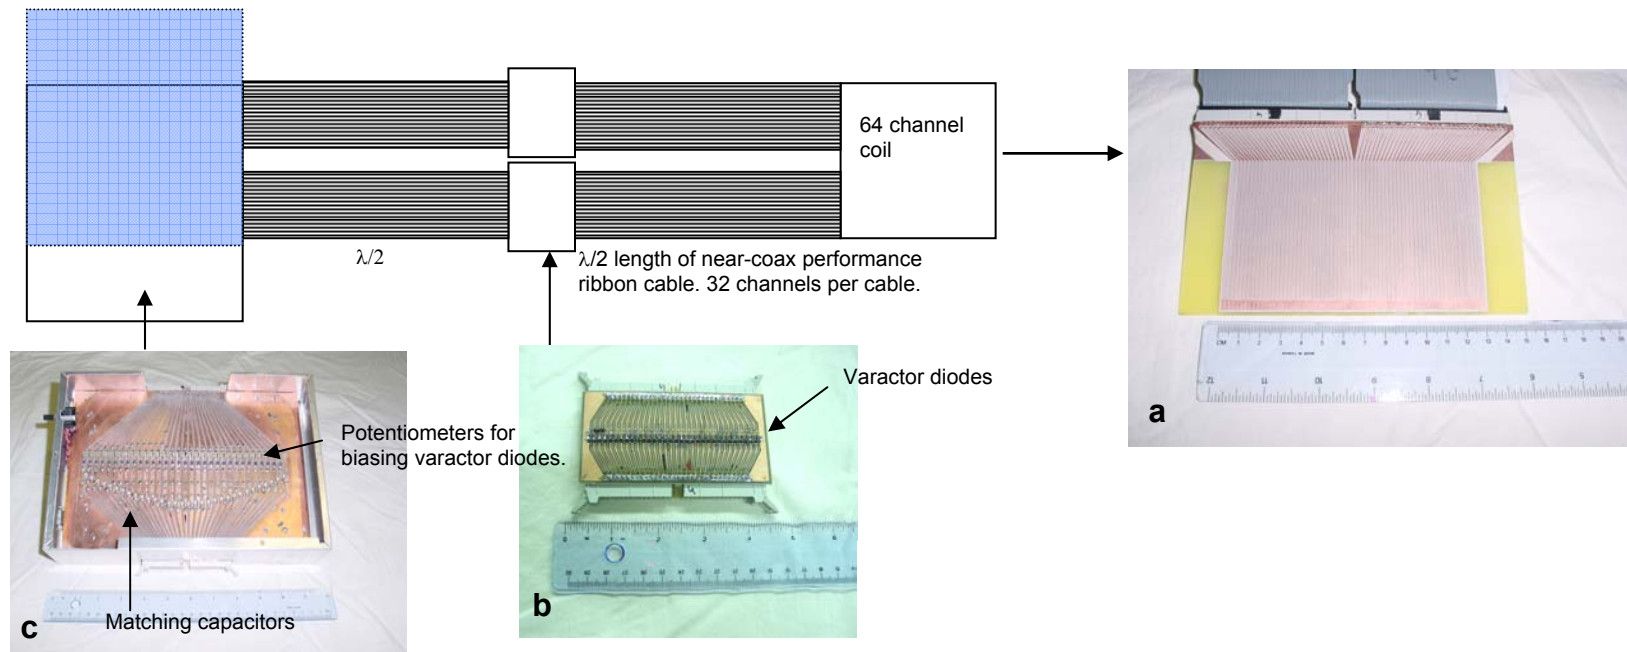 64 channel
coil
λ/2
λ/2 length of near-coax performance
ribbon cable. 32 channels per cable.
Varactor diodes
a
Potentiometers for
biasing varactor diodes.
b
Matching capacitors
c